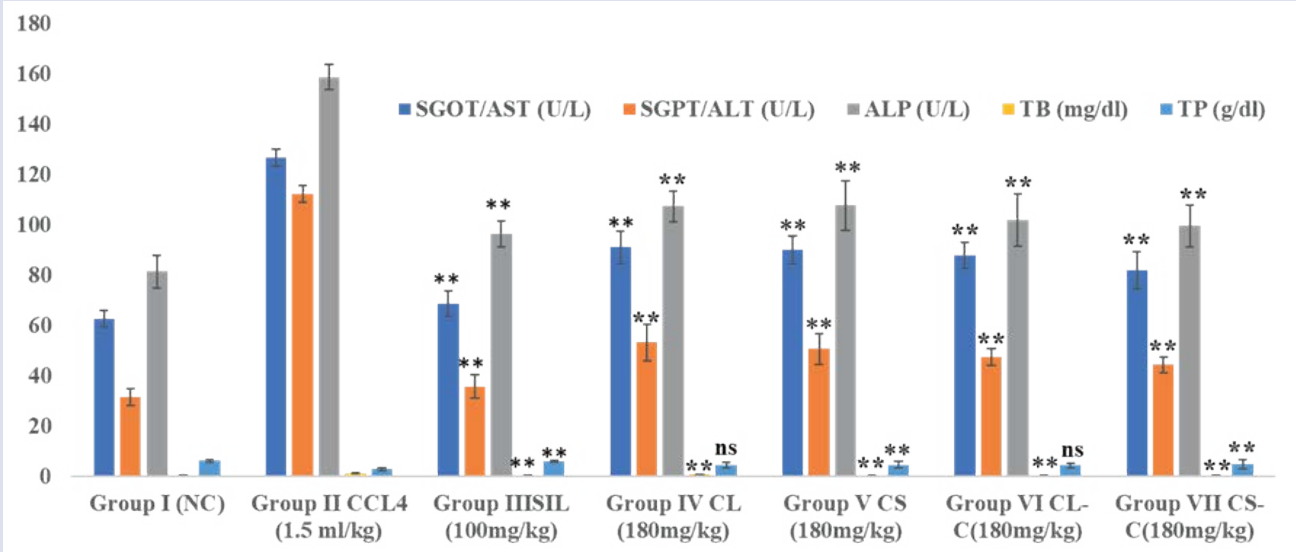 180
160
140
120
100
80
60
40
20
0
SGOT/AST (U/L) SGPT/ALT (U/L) ALP (U/L) TB (mg/dl) TP (g/dl)
** ** ** ** **
** ** ** ** ns
** ** ** ** **
** ** ** ** ns
** ** ** ** **
Group I (NC)
Group II CCL4
(1.5 ml/kg)
Group IIISIL
(100mg/kg)
Group IV CL
(180mg/kg)
Group V CS
(180mg/kg)
Group VI CL-
C(180mg/kg)
Group VII CS-
C(180mg/kg)